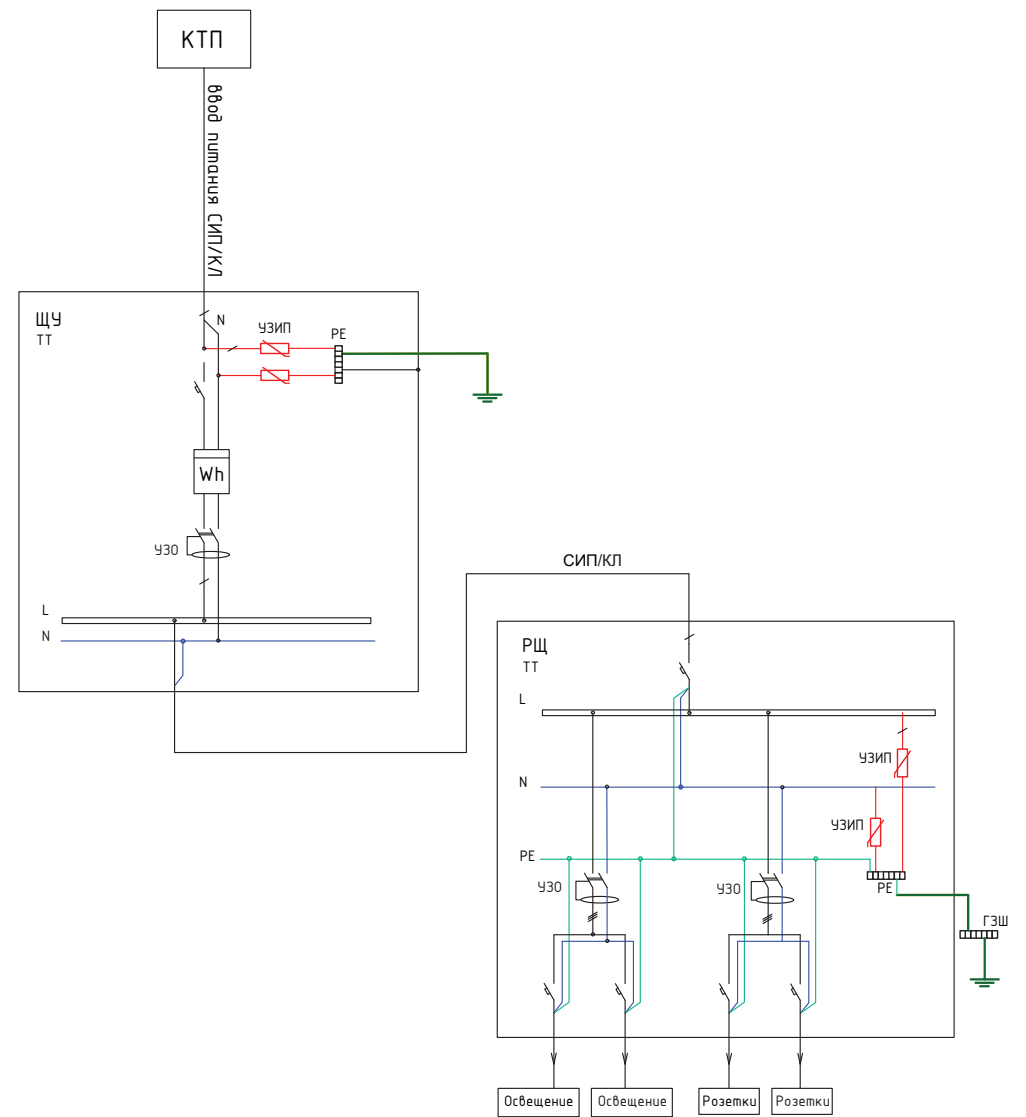 КТП
ввод питания СИП/КЛ
ЩУ
ТТ
N
УЗИП
PE
Wh
УЗО
L
N
СИП/КЛ
РЩ
ТТ
L
УЗИП
N
УЗИП
PE
УЗО
УЗО
PE
ГЗШ
Освещение
Освещение
Розетки
Розетки